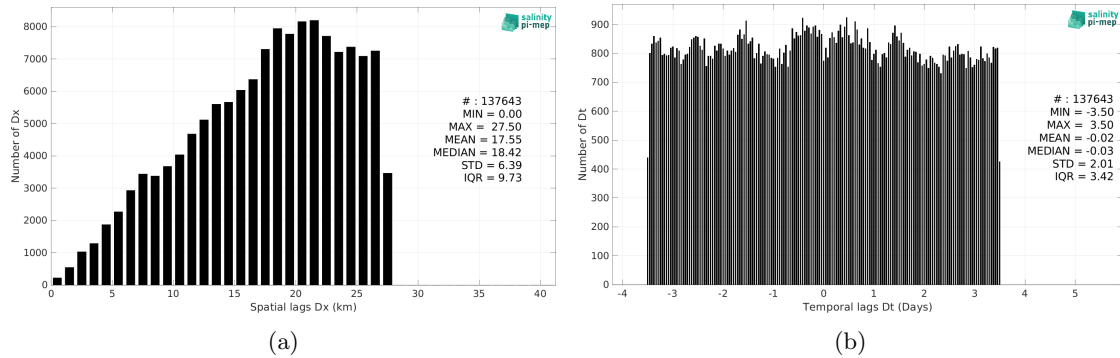 salinity
pi-mep
8000
7000
6000
5000
4000
3000
2000
1000
0
Number of Dx
# : 137643
MIN = 0.00
MAX = 27.50
MEAN = 17.55
MEDIAN = 18.42
STD = 6.39
IQR = 9.73
0 5 10 15 20 25 30 35 40
Spatial lags Dx (km)
(a)
salinity
pi-mep
900
800
700
600
500
400
300
200
100
0
Number of Dt
# : 137643
MIN = -3.50
MAX = 3.50
MEAN = -0.02
MEDIAN = -0.03
STD = 2.01
IQR = 3.42
-4 -3 -2 -1 0 1 2 3 4 5
Temporal lags Dt (Days)
(b)